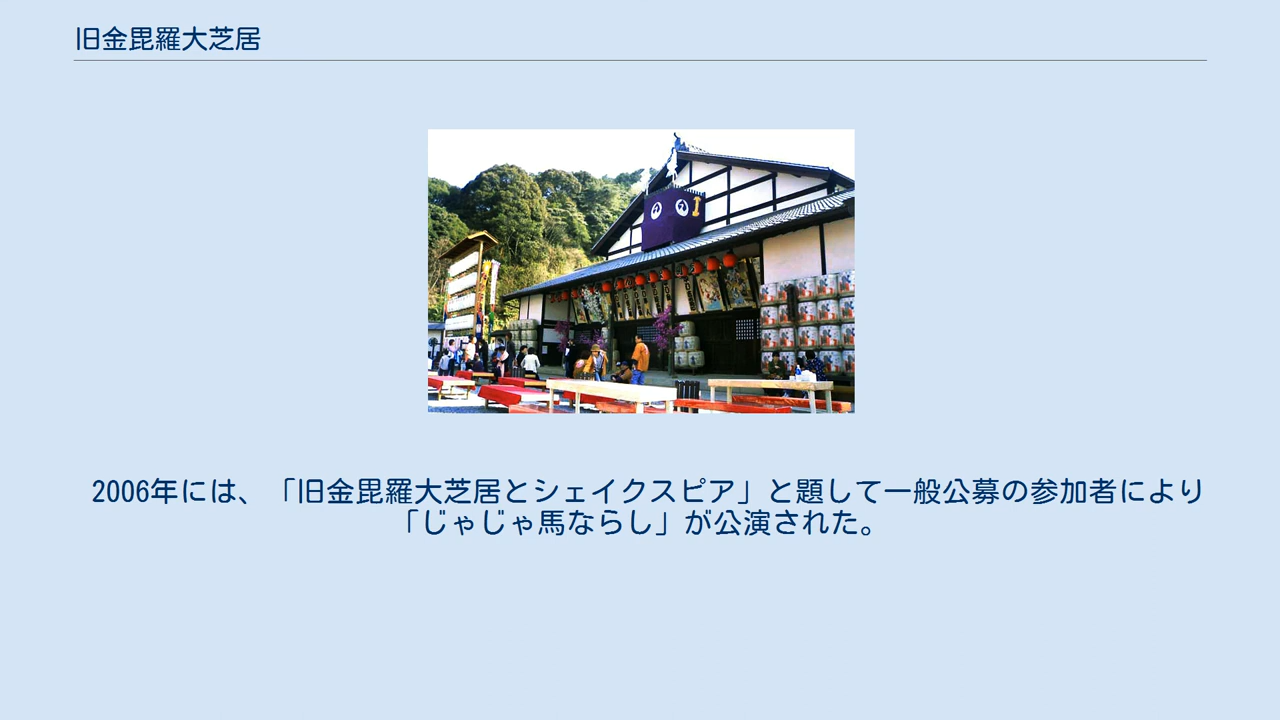 旧金毘羅大芝居
2006年には、「旧金毘羅大芝居とシェイクスピア」と題して一般公募の参加者により
「じゃじゃ馬ならし」が公演された。